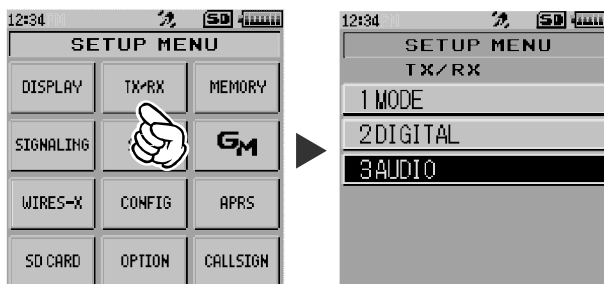 12:34
SD
SETUP MENU
DISPLAY
TX/RX
MEMORY
SIGNALING
GM
WIRES-X
CONFIG
APRS
SD CARD
OPTION
CALLSIGN
12:34
SD
SETUP MENU
TX/RX
1 MODE
2 DIGITAL
3 AUDIO